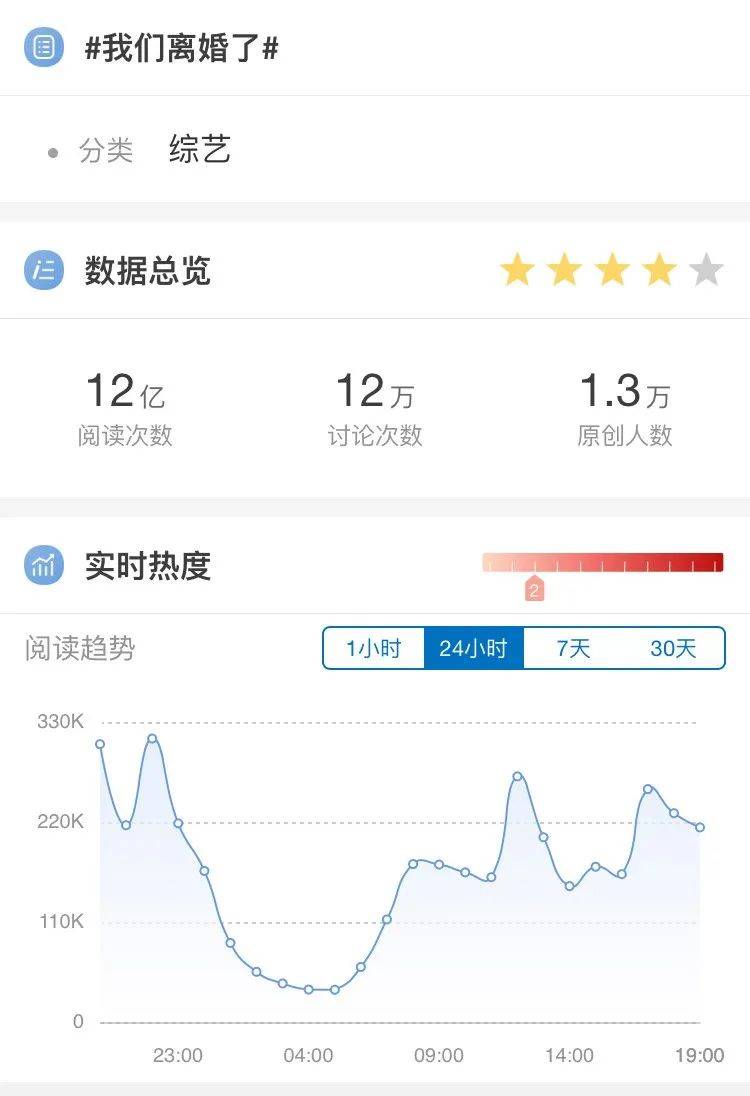 #我们离婚了#
分类 综艺
数据总览
12亿 12万 1.3万
阅读次数 讨论次数 原创人数
实时热度
2
阅读趋势 1小时 24小时 7天 30天
330K
220K
110K
0
23:00 04:00 09:00 14:00 19:00